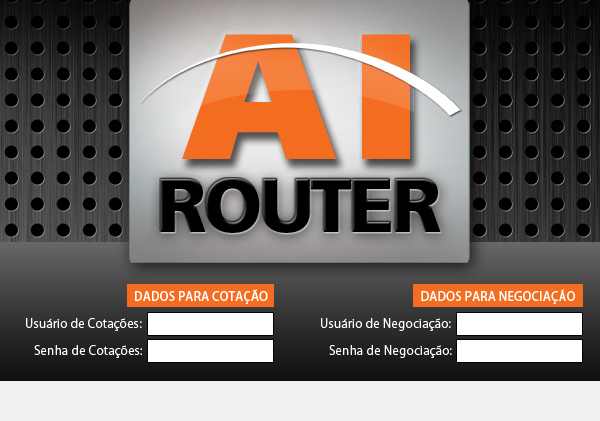 AI
ROUTER
DADOS PARA COTAÇÃO
Usuário de Cotações:
Senha de Cotações:
DADOS PARA NEGOCIAÇÃO
Usuário de Negociação:
Senha de Negociação: